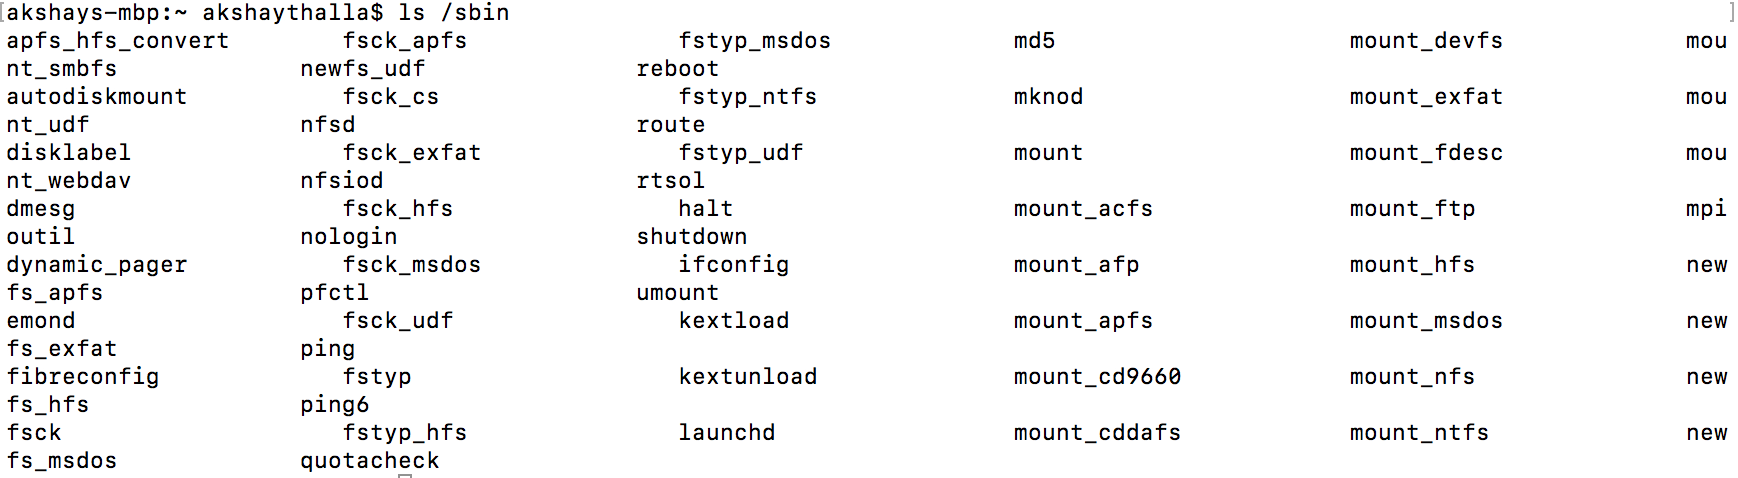 [akshays-mbp:~ akshaythalla$ ls /sbin ]
apfs_hfs_convert fsck_apfs fstyp_msdos md5 mount_devfs mou
nt_smbfs newfs_udf reboot
autodiskmount fsck_cs fstyp_ntfs mknod mount_exfat mou
nt_udf nfsd route
disklabel fsck_exfat fstyp_udf mount mount_fdesc mou
nt_webdav nfsiod rtsol
dmesg fsck_hfs halt mount_acfs mount_ftp mpi
outil nologin shutdown
dynamic_pager fsck_msdos ifconfig mount_afp mount_hfs new
fs_apfs pfctl umount
emond fsck_udf kextload mount_apfs mount_msdos new
fs_exfat ping
fibreconfig fstyp kextunload mount_cd9660 mount_nfs new
fs_hfs ping6
fsck fstyp_hfs launchd mount_cddafs mount_ntfs new
fs_msdos quotacheck